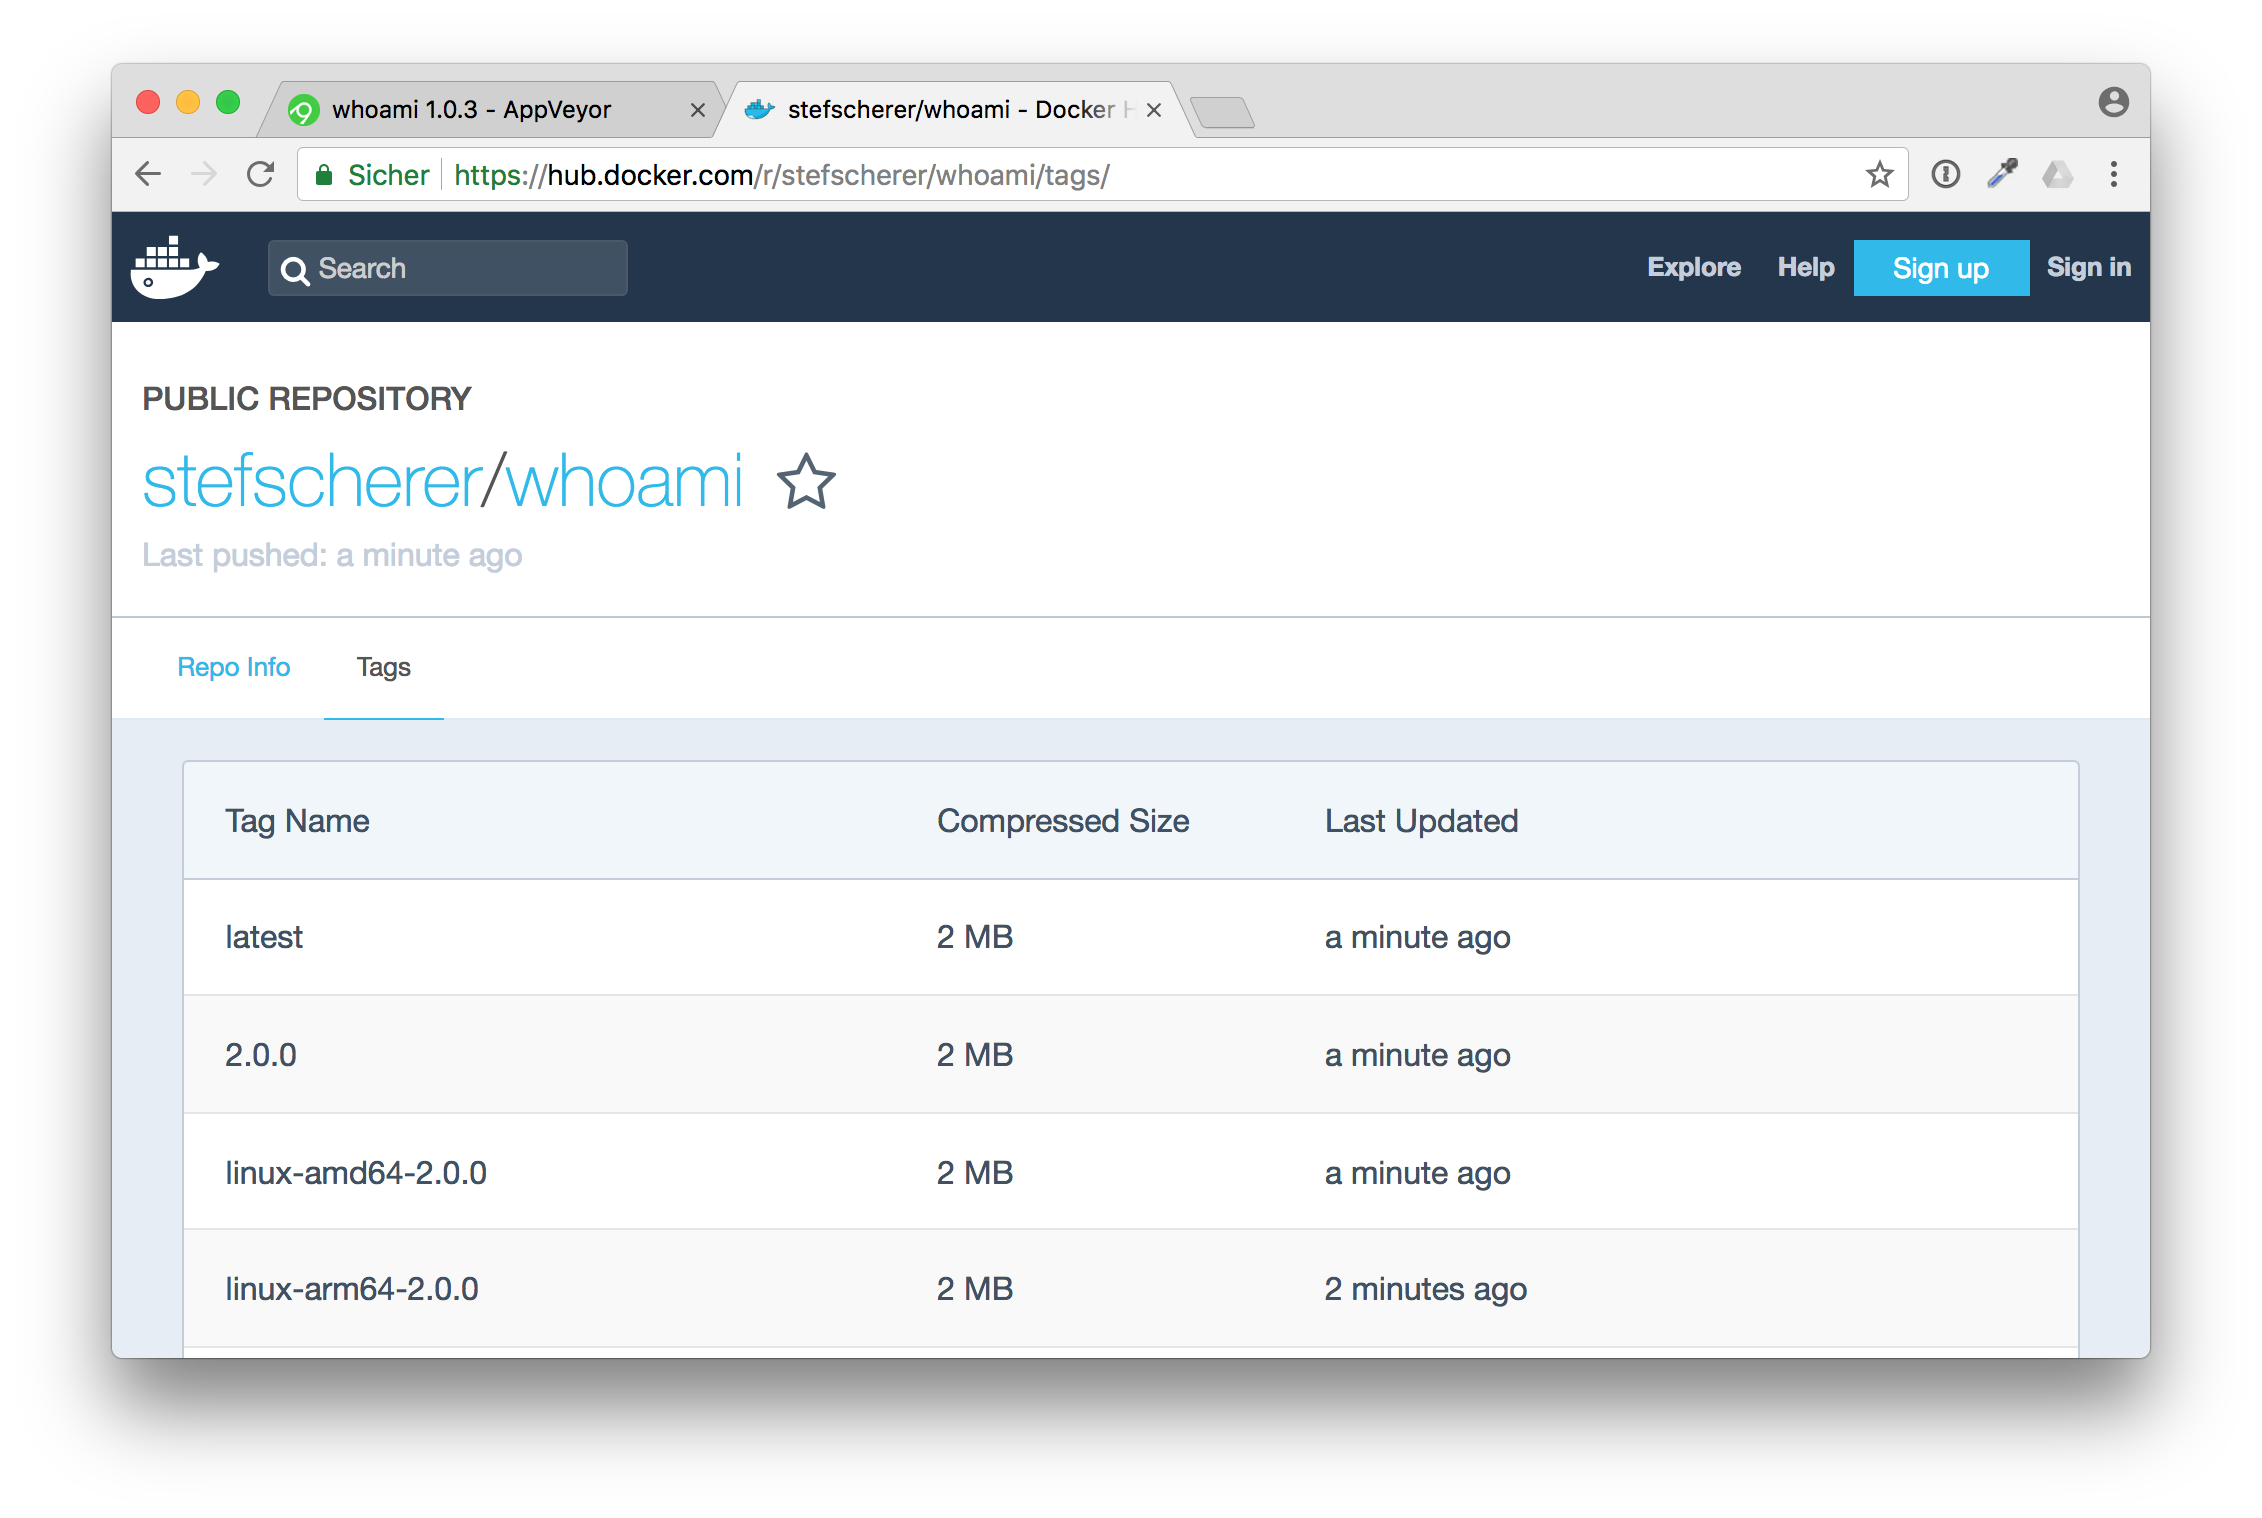 whoami 1.0.3 - AppVeyor
stefscherer/whoami - Docker H
Sicher https://hub.docker.com/r/stefscherer/whoami/tags/
Search Explore Help Sign up Sign in
PUBLIC REPOSITORY
stefscherer/whoami
Last pushed: a minute ago
Repo Info Tags
Tag Name Compressed Size Last Updated
latest 2 MB a minute ago
2.0.0 2 MB a minute ago
linux-amd64-2.0.0 2 MB a minute ago
linux-arm64-2.0.0 2 MB 2 minutes ago